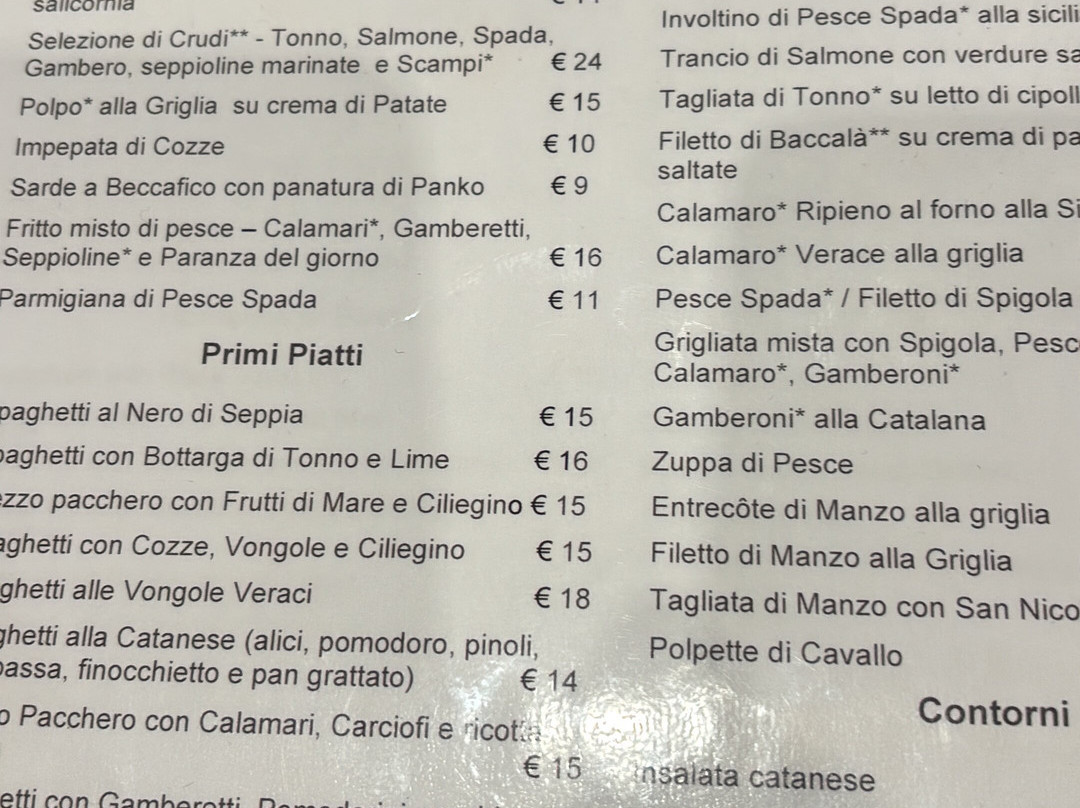 salicornia
Selezione di Crudi** - Tonno, Salmone, Spada,
Gambero, seppioline marinate e Scampi* € 24
Polpo* alla Griglia su crema di Patate € 15
Impepata di Cozze € 10
Sarde a Beccafico con panatura di Panko € 9
Fritto misto di pesce – Calamari*, Gamberetti,
Seppioline* e Paranza del giorno € 16
Parmigiana di Pesce Spada € 11
Primi Piatti
paghetti al Nero di Seppia € 15
aghetti con Bottarga di Tonno e Lime € 16
zzo pacchero con Frutti di Mare e Ciliegino € 15
aghetti con Cozze, Vongole e Ciliegino € 15
ghetti alle Vongole Veraci € 18
ghetti alla Catanese (alici, pomodoro, pinoli,
passa, finocchietto e pan grattato) € 14
o Pacchero con Calamari, Carciofi e ricotta
€ 15
etti con Gamberetti,
Involtino di Pesce Spada* alla sicili
Trancio di Salmone con verdure sa
Tagliata di Tonno* su letto di cipoll
Filetto di Baccalà** su crema di pa
saltate
Calamaro* Ripieno al forno alla Si
Calamaro* Verace alla griglia
Pesce Spada* / Filetto di Spigola
Grigliata mista con Spigola, Pesc
Calamaro*, Gamberoni*
Gamberoni* alla Catalana
Zuppa di Pesce
Entrecôte di Manzo alla griglia
Filetto di Manzo alla Griglia
Tagliata di Manzo con San Nico
Polpette di Cavallo
Contorni
Insalata catanese